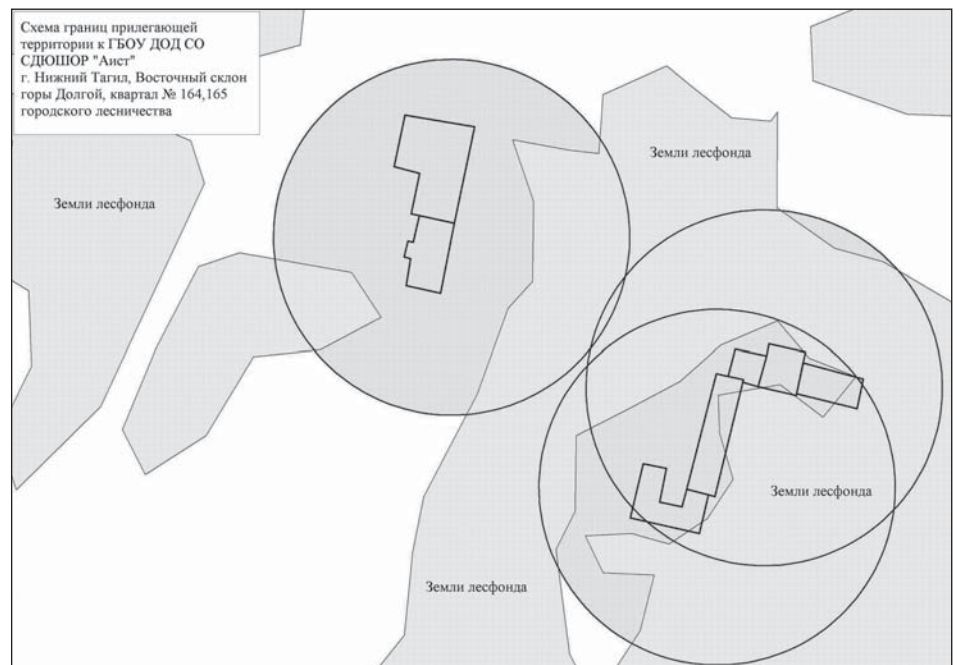 Схема границ прилегающей
территории к ГБОУ ДОД СО
СДЮШОР "Аист"
г. Нижний Тагил, Восточный склон
горы Долгой, квартал № 164,165
городского лесничества
Земли лесфонда
Земли лесфонда
Земли лесфонда
Земли лесфонда